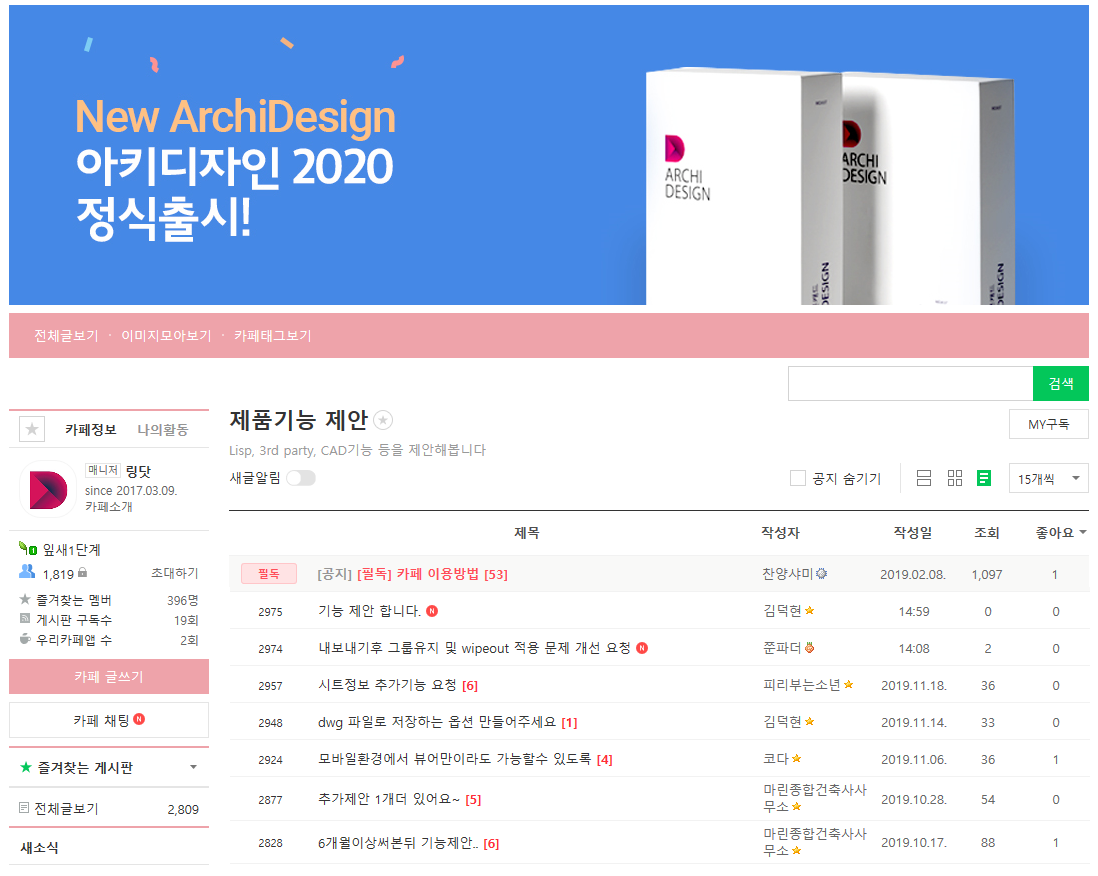 New ArchiDesign
아키디자인 2020
정식출시!
ARCHI
DESIGN
ARCHI
DESIGN
DESIGN
DESIGN
전체글보기 · 이미지모아보기 · 카페태그보기
검색
카페정보 나의활동
매니저 링닷
since 2017.03.09.
카페소개
잎새1단계
1,819 초대하기
즐겨찾는 멤버 396명
게시판 구독수 19회
우리카페앱 수 2회
카페 글쓰기
카페 채팅 N
즐겨찾는 게시판
전체글보기 2,809
새소식
제품기능 제안
MY구독
Lisp, 3rd party, CAD기능 등을 제안해봅니다
새글알림 공지 숨기기 15개씩
제목 작성자 작성일 조회 좋아요
필독 [공지] [필독] 카페 이용방법 [53] 찬양샤미 2019.02.08. 1,097 1
2975 기능 제안 합니다. N 김덕현 14:59 0 0
2974 내보내기후 그룹유지 및 wipeout 적용 문제 개선 요청 N 쭌파더 14:08 2 0
2957 시트정보 추가기능 요청 [6] 피리부는소년 2019.11.18. 36 0
2948 dwg 파일로 저장하는 옵션 만들어주세요 [1] 김덕현 2019.11.14. 33 0
2924 모바일환경에서 뷰어만이라도 가능할수 있도록 [4] 코다 2019.11.06. 36 1
2877 추가제안 1개더 있어요~ [5] 마린종합건축사사무소 2019.10.28. 54 0
2828 6개월이상써본뒤 기능제안.. [6] 마린종합건축사사무소 2019.10.17. 88 1